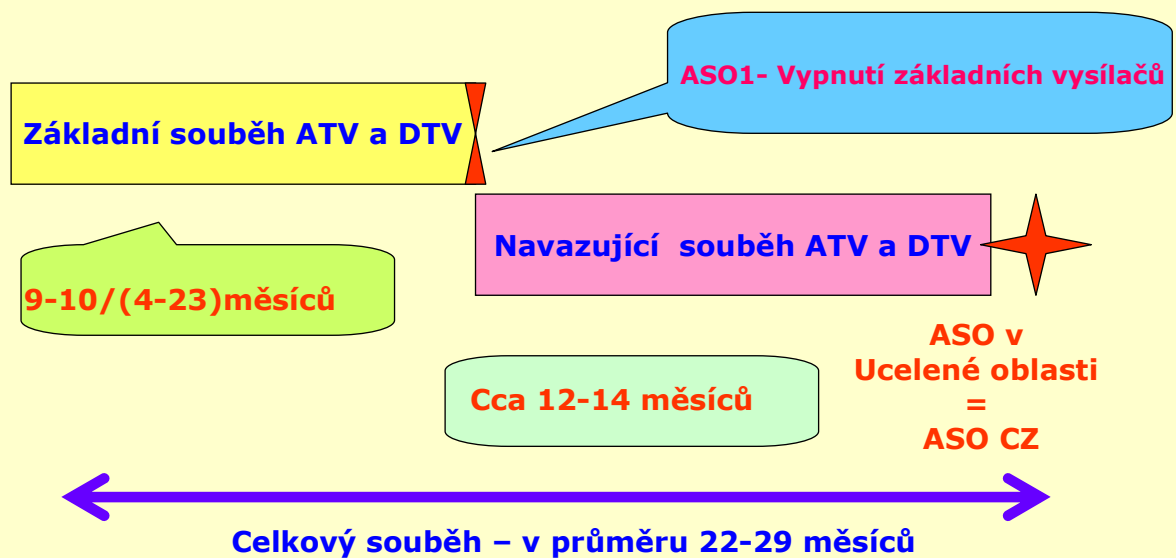 ASO1- Vypnutí základních vysílačů
Základní souběh ATV a DTV
Navazující souběh ATV a DTV
9-10/(4-23)měsíců
Cca 12-14 měsíců
ASO v
Ucelené oblasti
=
ASO CZ
Celkový souběh – v průměru 22-29 měsíců